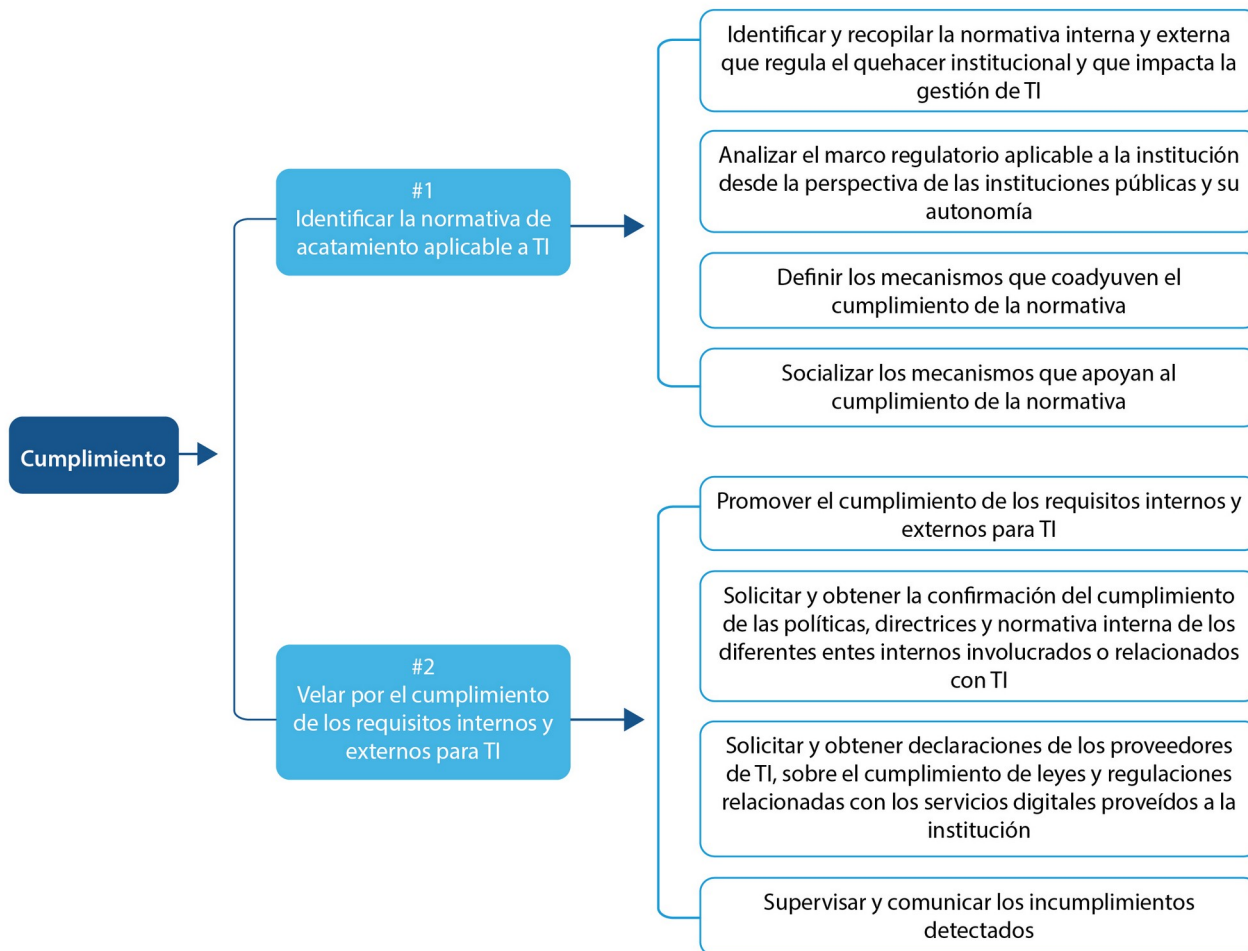 Cumplimiento
#1
Identificar la normativa de
acatamiento aplicable a TI
Identificar y recopilar la normativa interna y externa
que regula el quehacer institucional y que impacta la
gestión de TI
Analizar el marco regulatorio aplicable a la institución
desde la perspectiva de las instituciones públicas y su
autonomía
Definir los mecanismos que coadyuven el
cumplimiento de la normativa
Socializar los mecanismos que apoyan al
cumplimiento de la normativa
#2
Velar por el cumplimiento
de los requisitos internos y
externos para TI
Promover el cumplimiento de los requisitos internos y
externos para TI
Solicitar y obtener la confirmación del cumplimiento
de las políticas, directrices y normativa interna de los
diferentes entes internos involucrados o relacionados
con TI
Solicitar y obtener declaraciones de los proveedores
de TI, sobre el cumplimiento de leyes y regulaciones
relacionadas con los servicios digitales proveídos a la
institución
Supervisar y comunicar los incumplimientos
detectados